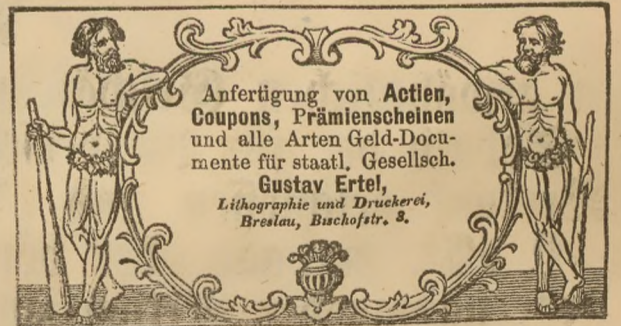 Anfertigung von Actien,
Coupons, Prämienscheinen
und alle Arten Geld-Docu-
mente für staatl. Gesellsch.
Gustav Ertel,
Lithographie und Druckerei,
Breslau, Bischofstr. 3.